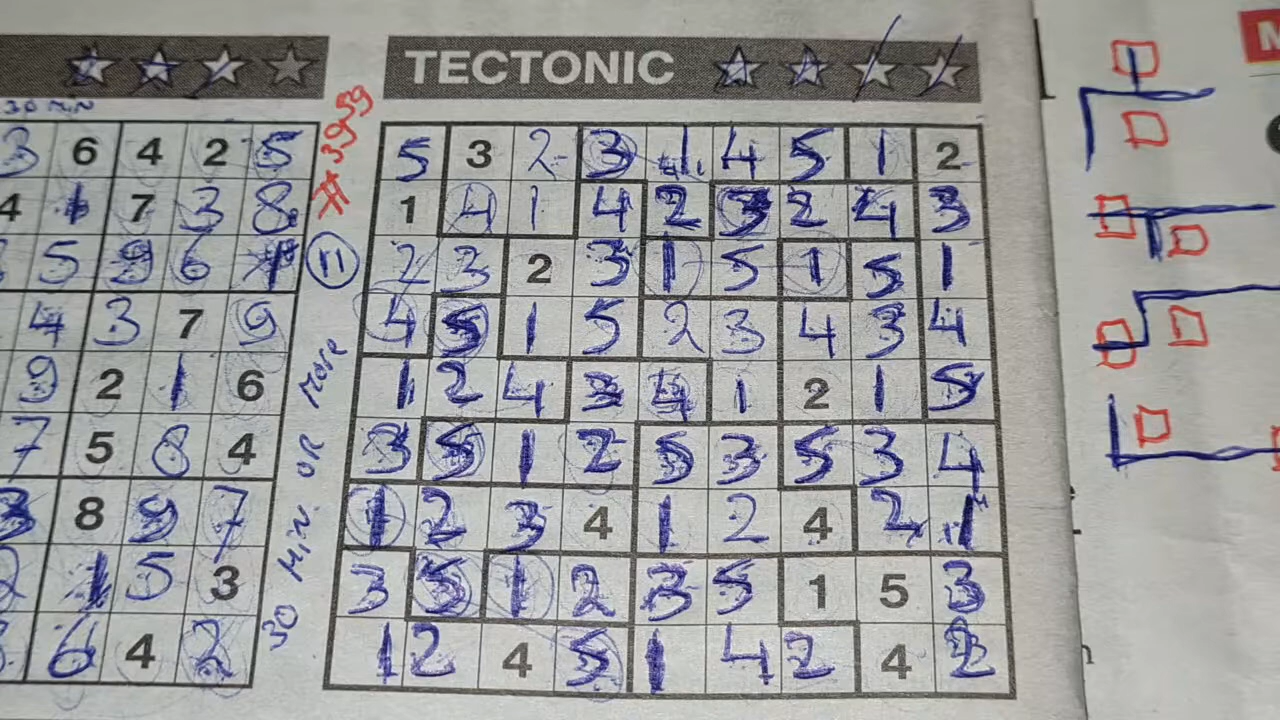 TECTONIC
30 MIN
# 3939
11
30 MIN. OR MORE
3 6 4 2 5
4 1 7 3 8
5 9 6 1
4 3 7 9
9 2 1 6
7 5 8 4
3 8 9 7
2 1 5 3
6 4 2
5 3 2 3 1 4 5 1 2
1 4 1 4 2 3 2 4 3
2 3 2 3 1 5 1 5 1
4 5 1 5 2 3 4 3 4
1 2 4 3 4 1 2 1 5
3 5 1 2 5 3 5 3 4
1 2 3 4 1 2 4 2 1
3 5 1 2 3 5 1 5 3
1 2 4 5 1 4 2 4 2